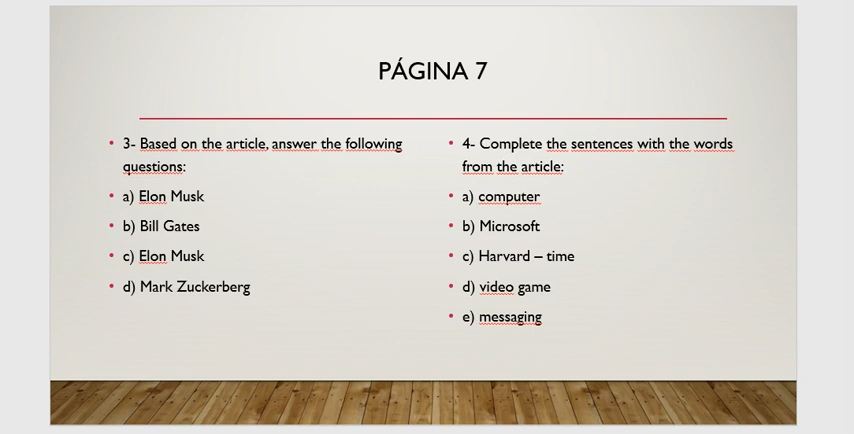 PÁGINA 7
• 3- Based on the article, answer the following
questions:
• a) Elon Musk
• b) Bill Gates
• c) Elon Musk
• d) Mark Zuckerberg
• 4- Complete the sentences with the words
from the article:
• a) computer
• b) Microsoft
• c) Harvard – time
• d) video game
• e) messaging